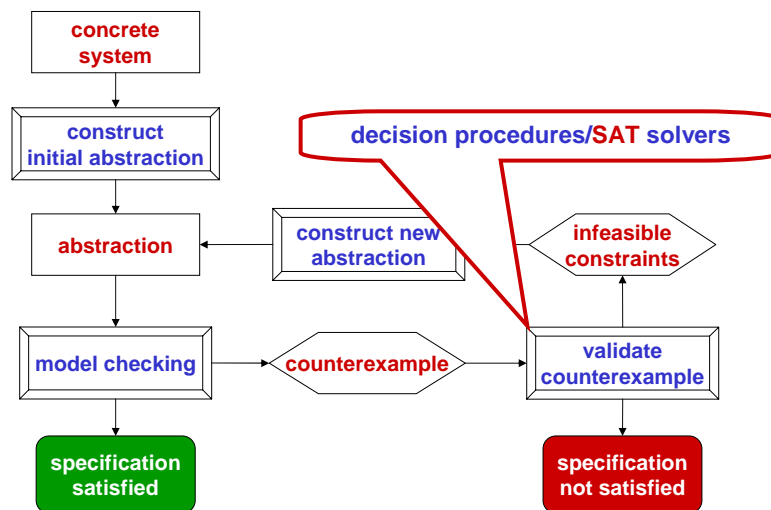 concrete
system
construct
initial abstraction
decision procedures/SAT solvers
abstraction
construct new
abstraction
infeasible
constraints
model checking
counterexample
validate
counterexample
specification
satisfied
specification
not satisfied